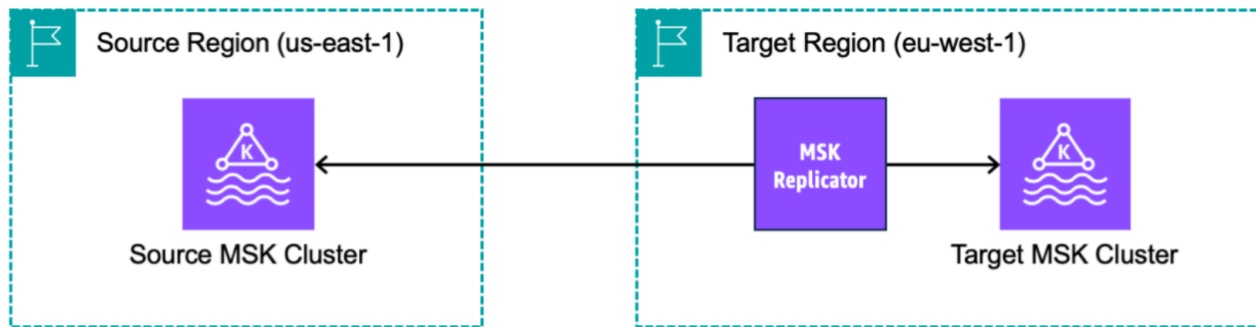 Source Region (us-east-1)
Target Region (eu-west-1)
K
MSK
Replicator
K
Source MSK Cluster
Target MSK Cluster